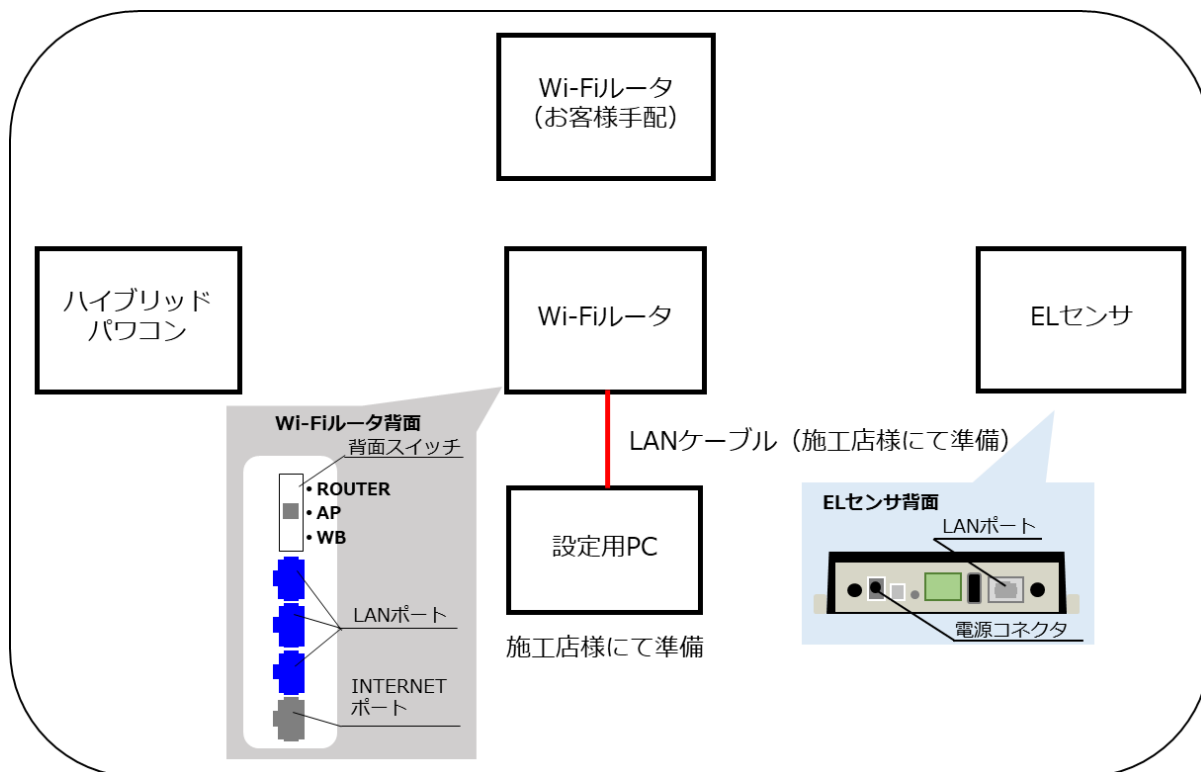 Wi-Fiルータ
（お客様手配）
ハイブリッド
パワコン
Wi-Fiルータ
ELセンサ
Wi-Fiルータ背面
背面スイッチ
• ROUTER
• AP
• WB
LANポート
INTERNET
ポート
LANケーブル（施工店様にて準備）
設定用PC
施工店様にて準備
ELセンサ背面
LANポート
電源コネクタ